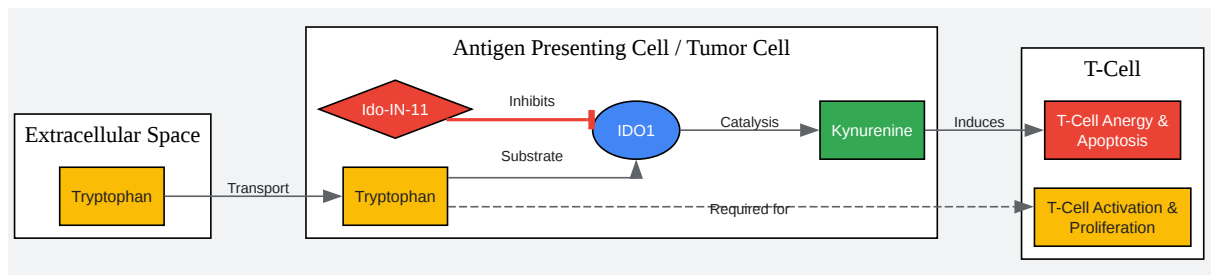 Antigen Presenting Cell / Tumor Cell
T-Cell
Ido-IN-11
Inhibits
IDO1
Catalysis
Kynurenine
Induces
T-Cell Anergy &
Apoptosis
Extracellular Space
Substrate
Tryptophan
Transport
Tryptophan
Required for
T-Cell Activation &
Proliferation